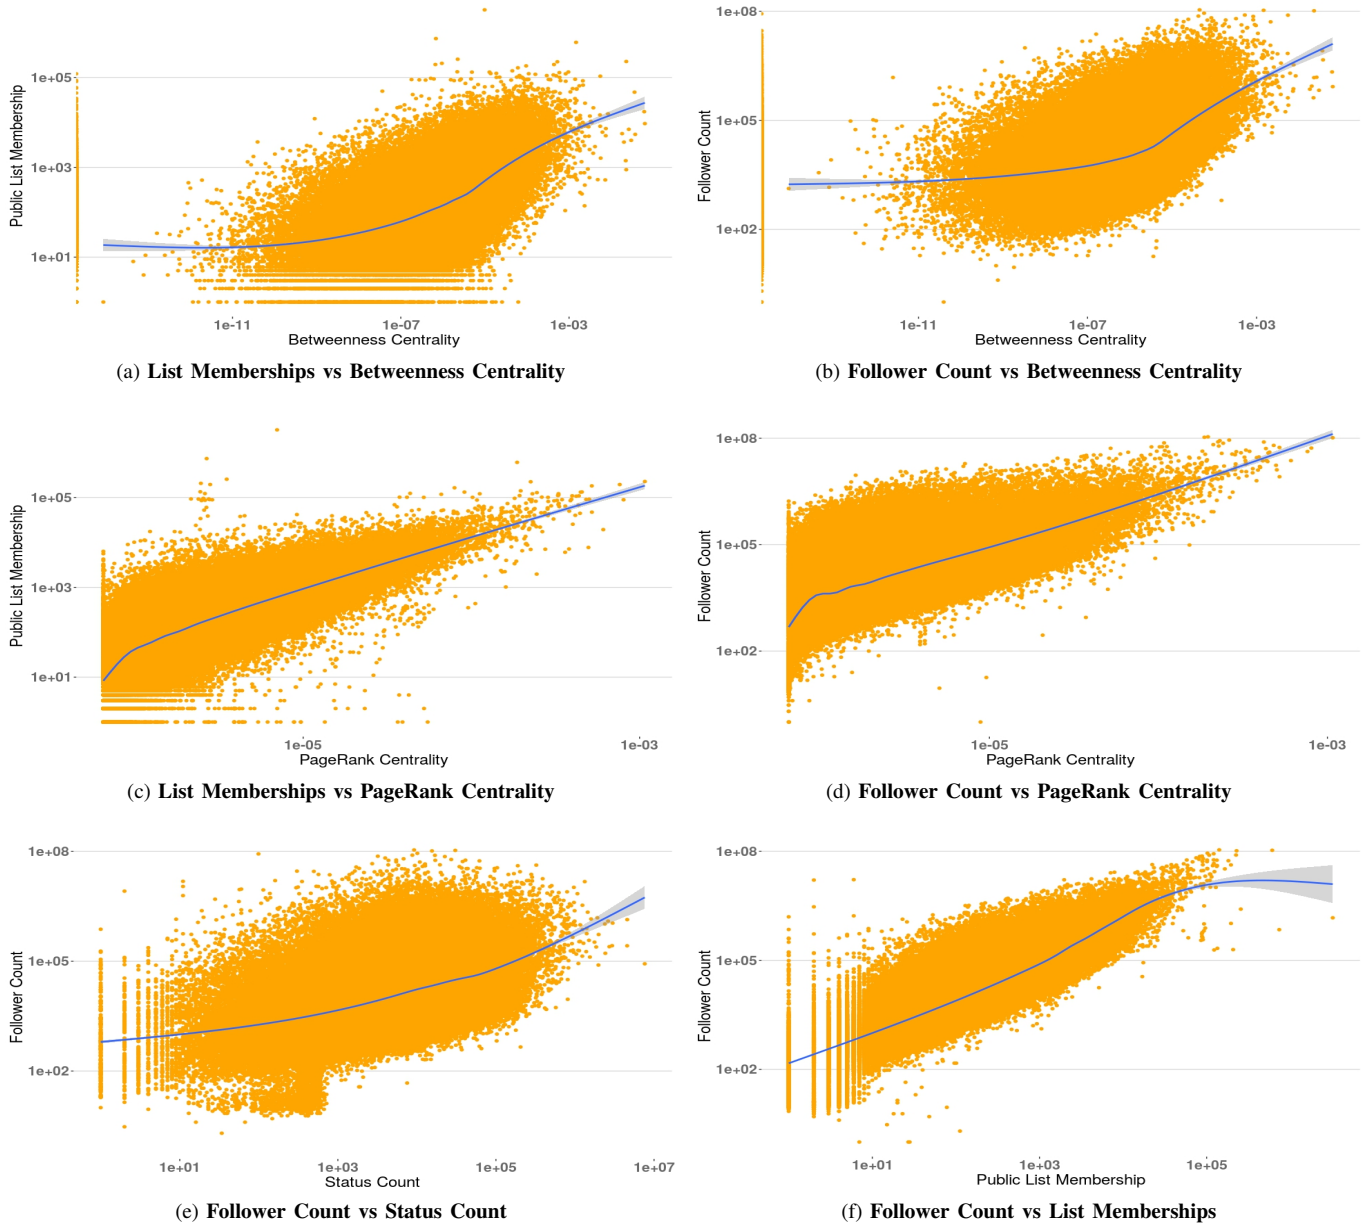 Public List Membership
1e+05
1e+03
1e+01
1e-11 1e-07 1e-03
Betweenness Centrality
(a) List Memberships vs Betweenness Centrality
Follower Count
1e+08
1e+05
1e+02
1e-11 1e-07 1e-03
Betweenness Centrality
(b) Follower Count vs Betweenness Centrality
Public List Membership
1e+05
1e+03
1e+01
1e-05 1e-03
PageRank Centrality
(c) List Memberships vs PageRank Centrality
Follower Count
1e+08
1e+05
1e+02
1e-05 1e-03
PageRank Centrality
(d) Follower Count vs PageRank Centrality
Follower Count
1e+08
1e+05
1e+02
1e+01 1e+03 1e+05 1e+07
Status Count
(e) Follower Count vs Status Count
Follower Count
1e+08
1e+05
1e+02
1e+01 1e+03 1e+05
Public List Membership
(f) Follower Count vs List Memberships